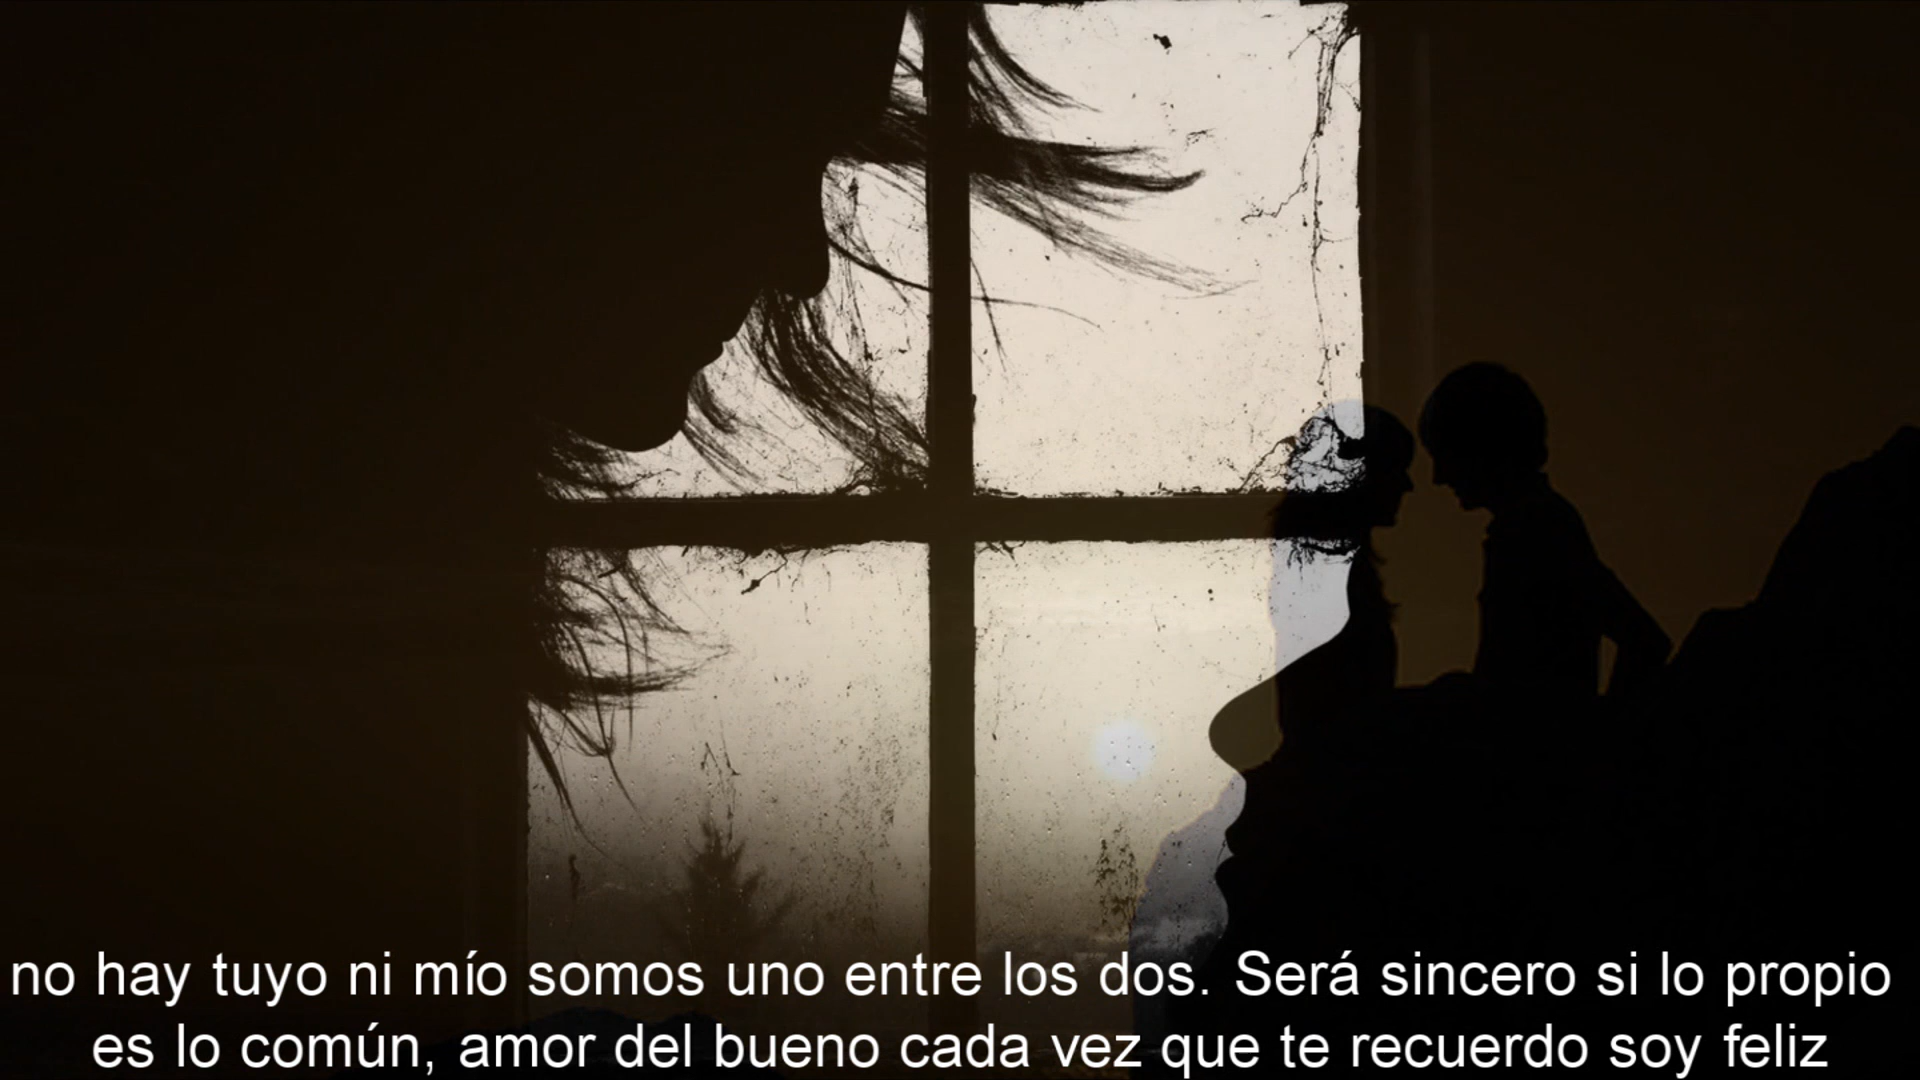 no hay tuyo ni mío somos uno entre los dos. Será sincero si lo propio
es lo común, amor del bueno cada vez que te recuerdo soy feliz